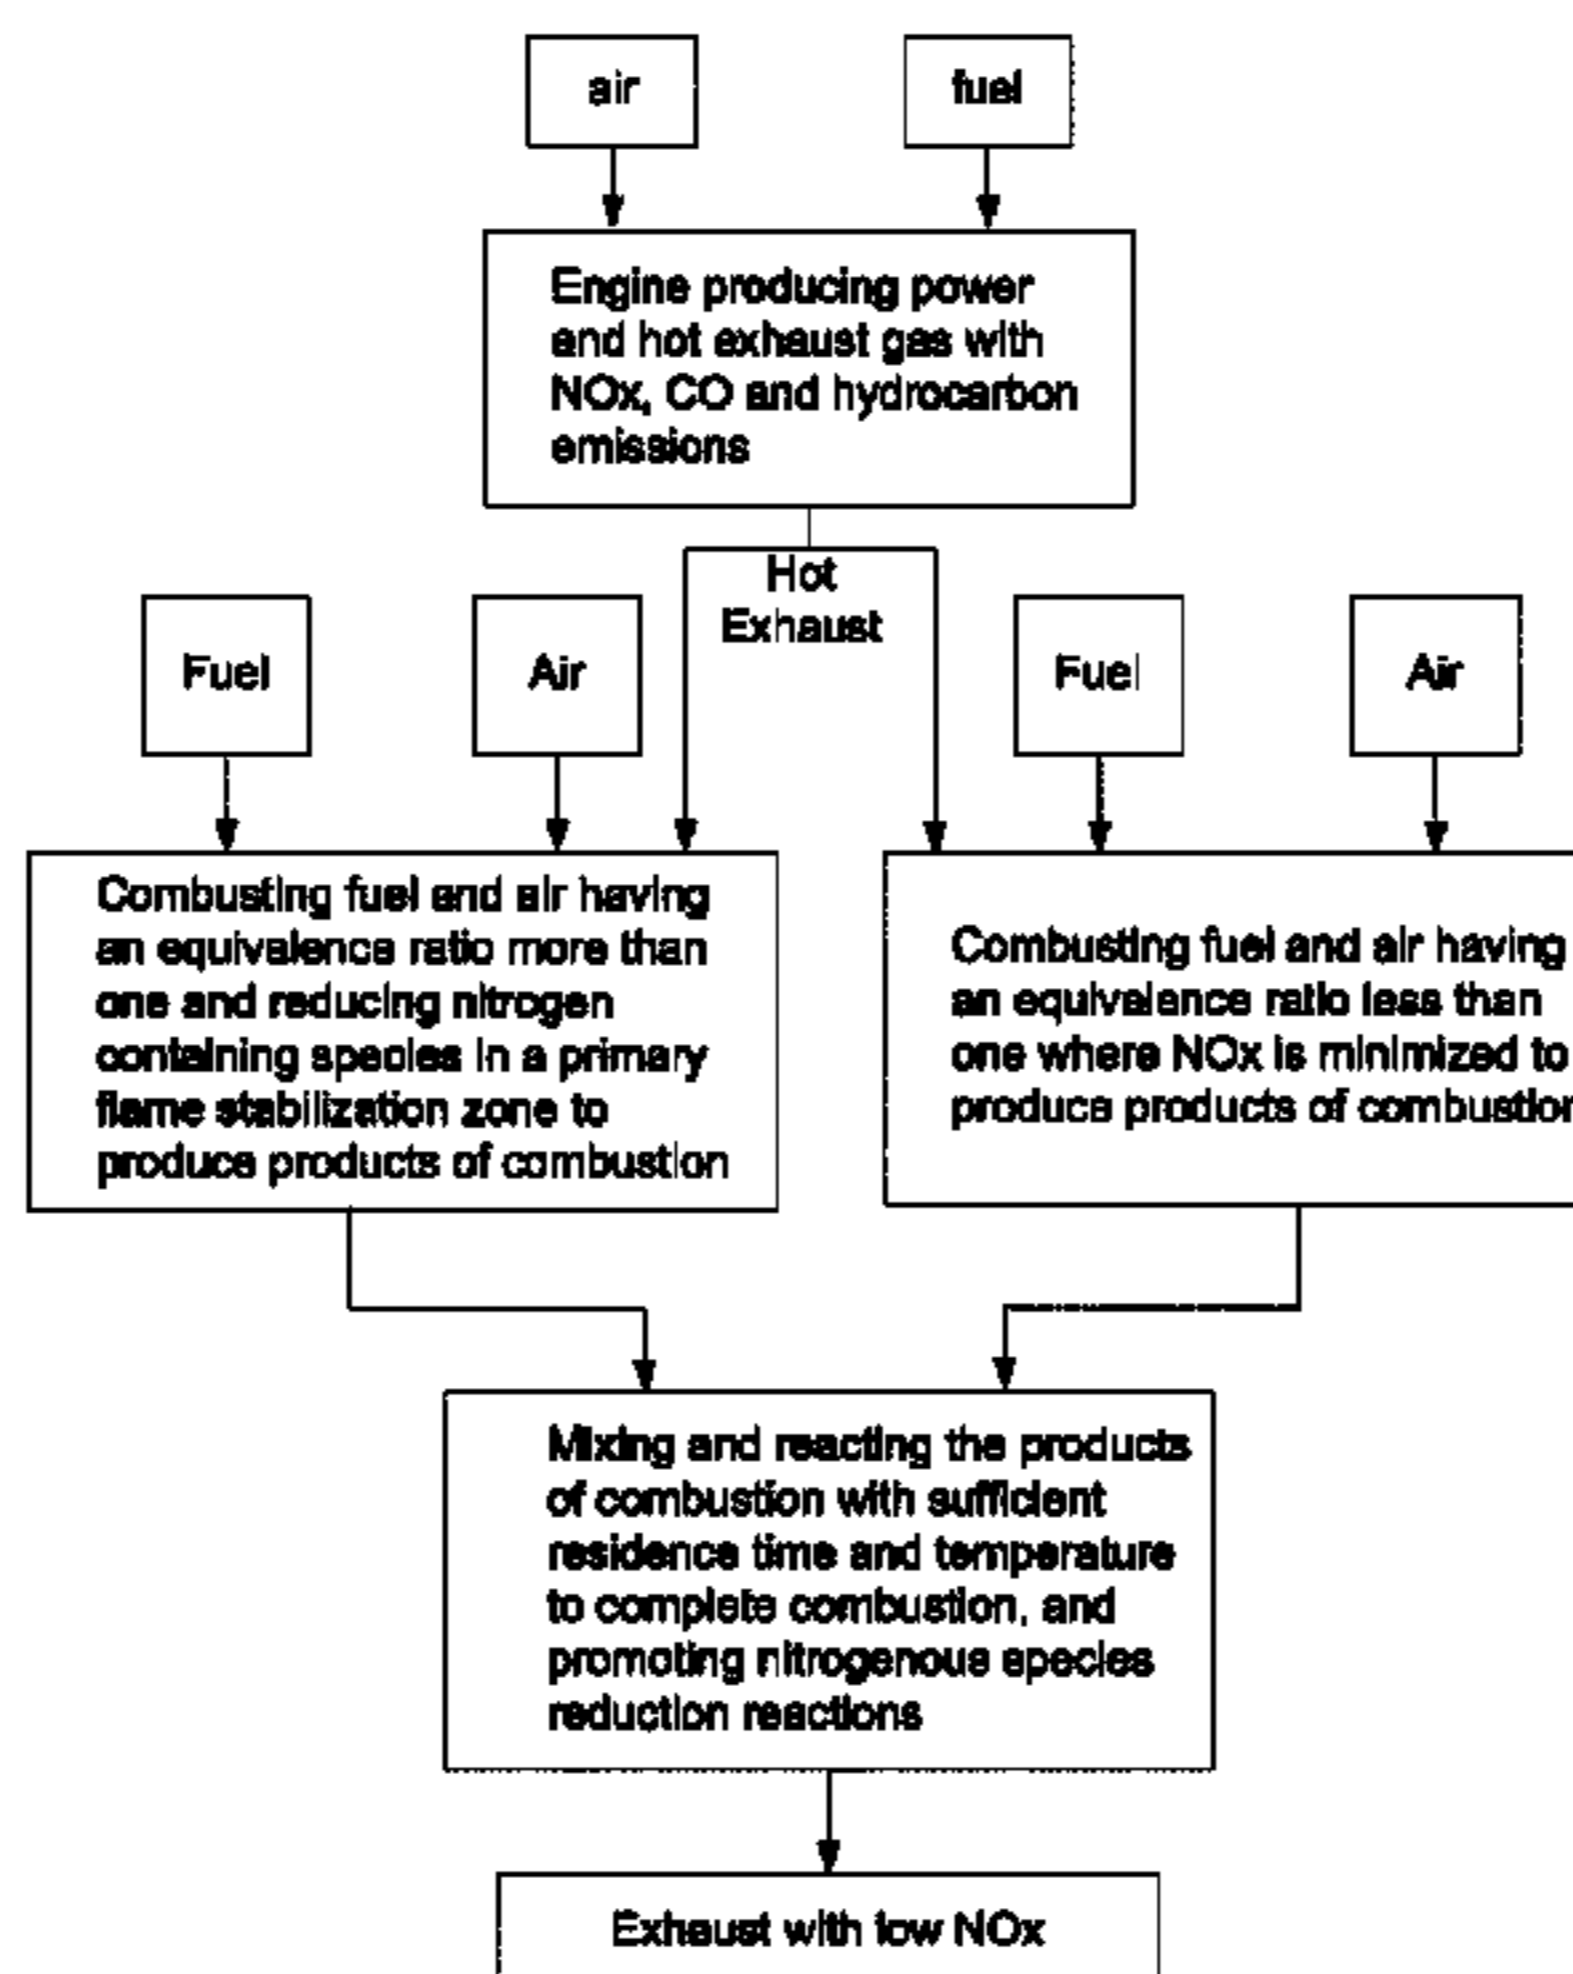 air
fuel
Engine producing power
and hot exhaust gas with
NOx, CO and hydrocarbon
emissions
Hot
Exhaust
Fuel
Air
Fuel
Air
Combusting fuel and air having
an equivalence ratio more than
one and reducing nitrogen
containing species in a primary
flame stabilization zone to
produce products of combustion
Combusting fuel and air having
an equivalence ratio less than
one where NOx is minimized to
produce products of combustion
Mixing and reacting the products
of combustion with sufficient
residence time and temperature
to complete combustion, and
promoting nitrogenous species
reduction reactions
Exhaust with low NOx